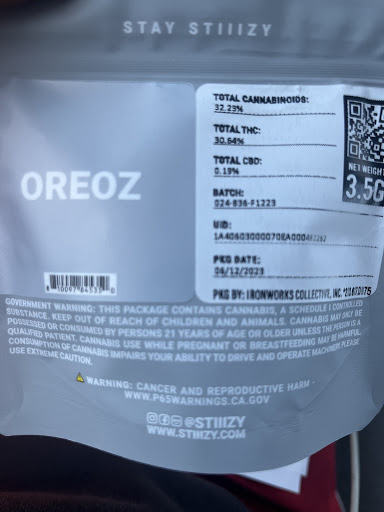 STAY STIIIZY
OREOZ
TOTAL CANNABINOIDS:
32.23%
TOTAL THC:
30.64%
TOTAL CBD:
0.19%
BATCH:
024-836-F1223
UID:
1A40603000070EA000
PKG DATE:
06/12/2023
PKG BY: IRONWORKS COLLECTIVE, INC.
NET WEIGHT
3.5G
GOVERNMENT WARNING: THIS PACKAGE CONTAINS CANNABIS, A SCHEDULE I CONTROLLED
SUBSTANCE. KEEP OUT OF REACH OF CHILDREN AND ANIMALS. CANNABIS MAY ONLY BE
POSSESSED OR CONSUMED BY PERSONS 21 YEARS OF AGE OR OLDER UNLESS THE PERSON IS A
QUALIFIED PATIENT. CANNABIS USE WHILE PREGNANT OR BREASTFEEDING MAY BE HARMFUL.
CONSUMPTION OF CANNABIS IMPAIRS YOUR ABILITY TO DRIVE AND OPERATE MACHINERY. PLEASE
USE EXTREME CAUTION.
WARNING: CANCER AND REPRODUCTIVE HARM -
WWW.P65WARNINGS.CA.GOV
@STIIIZY
WWW.STIIIZY.COM